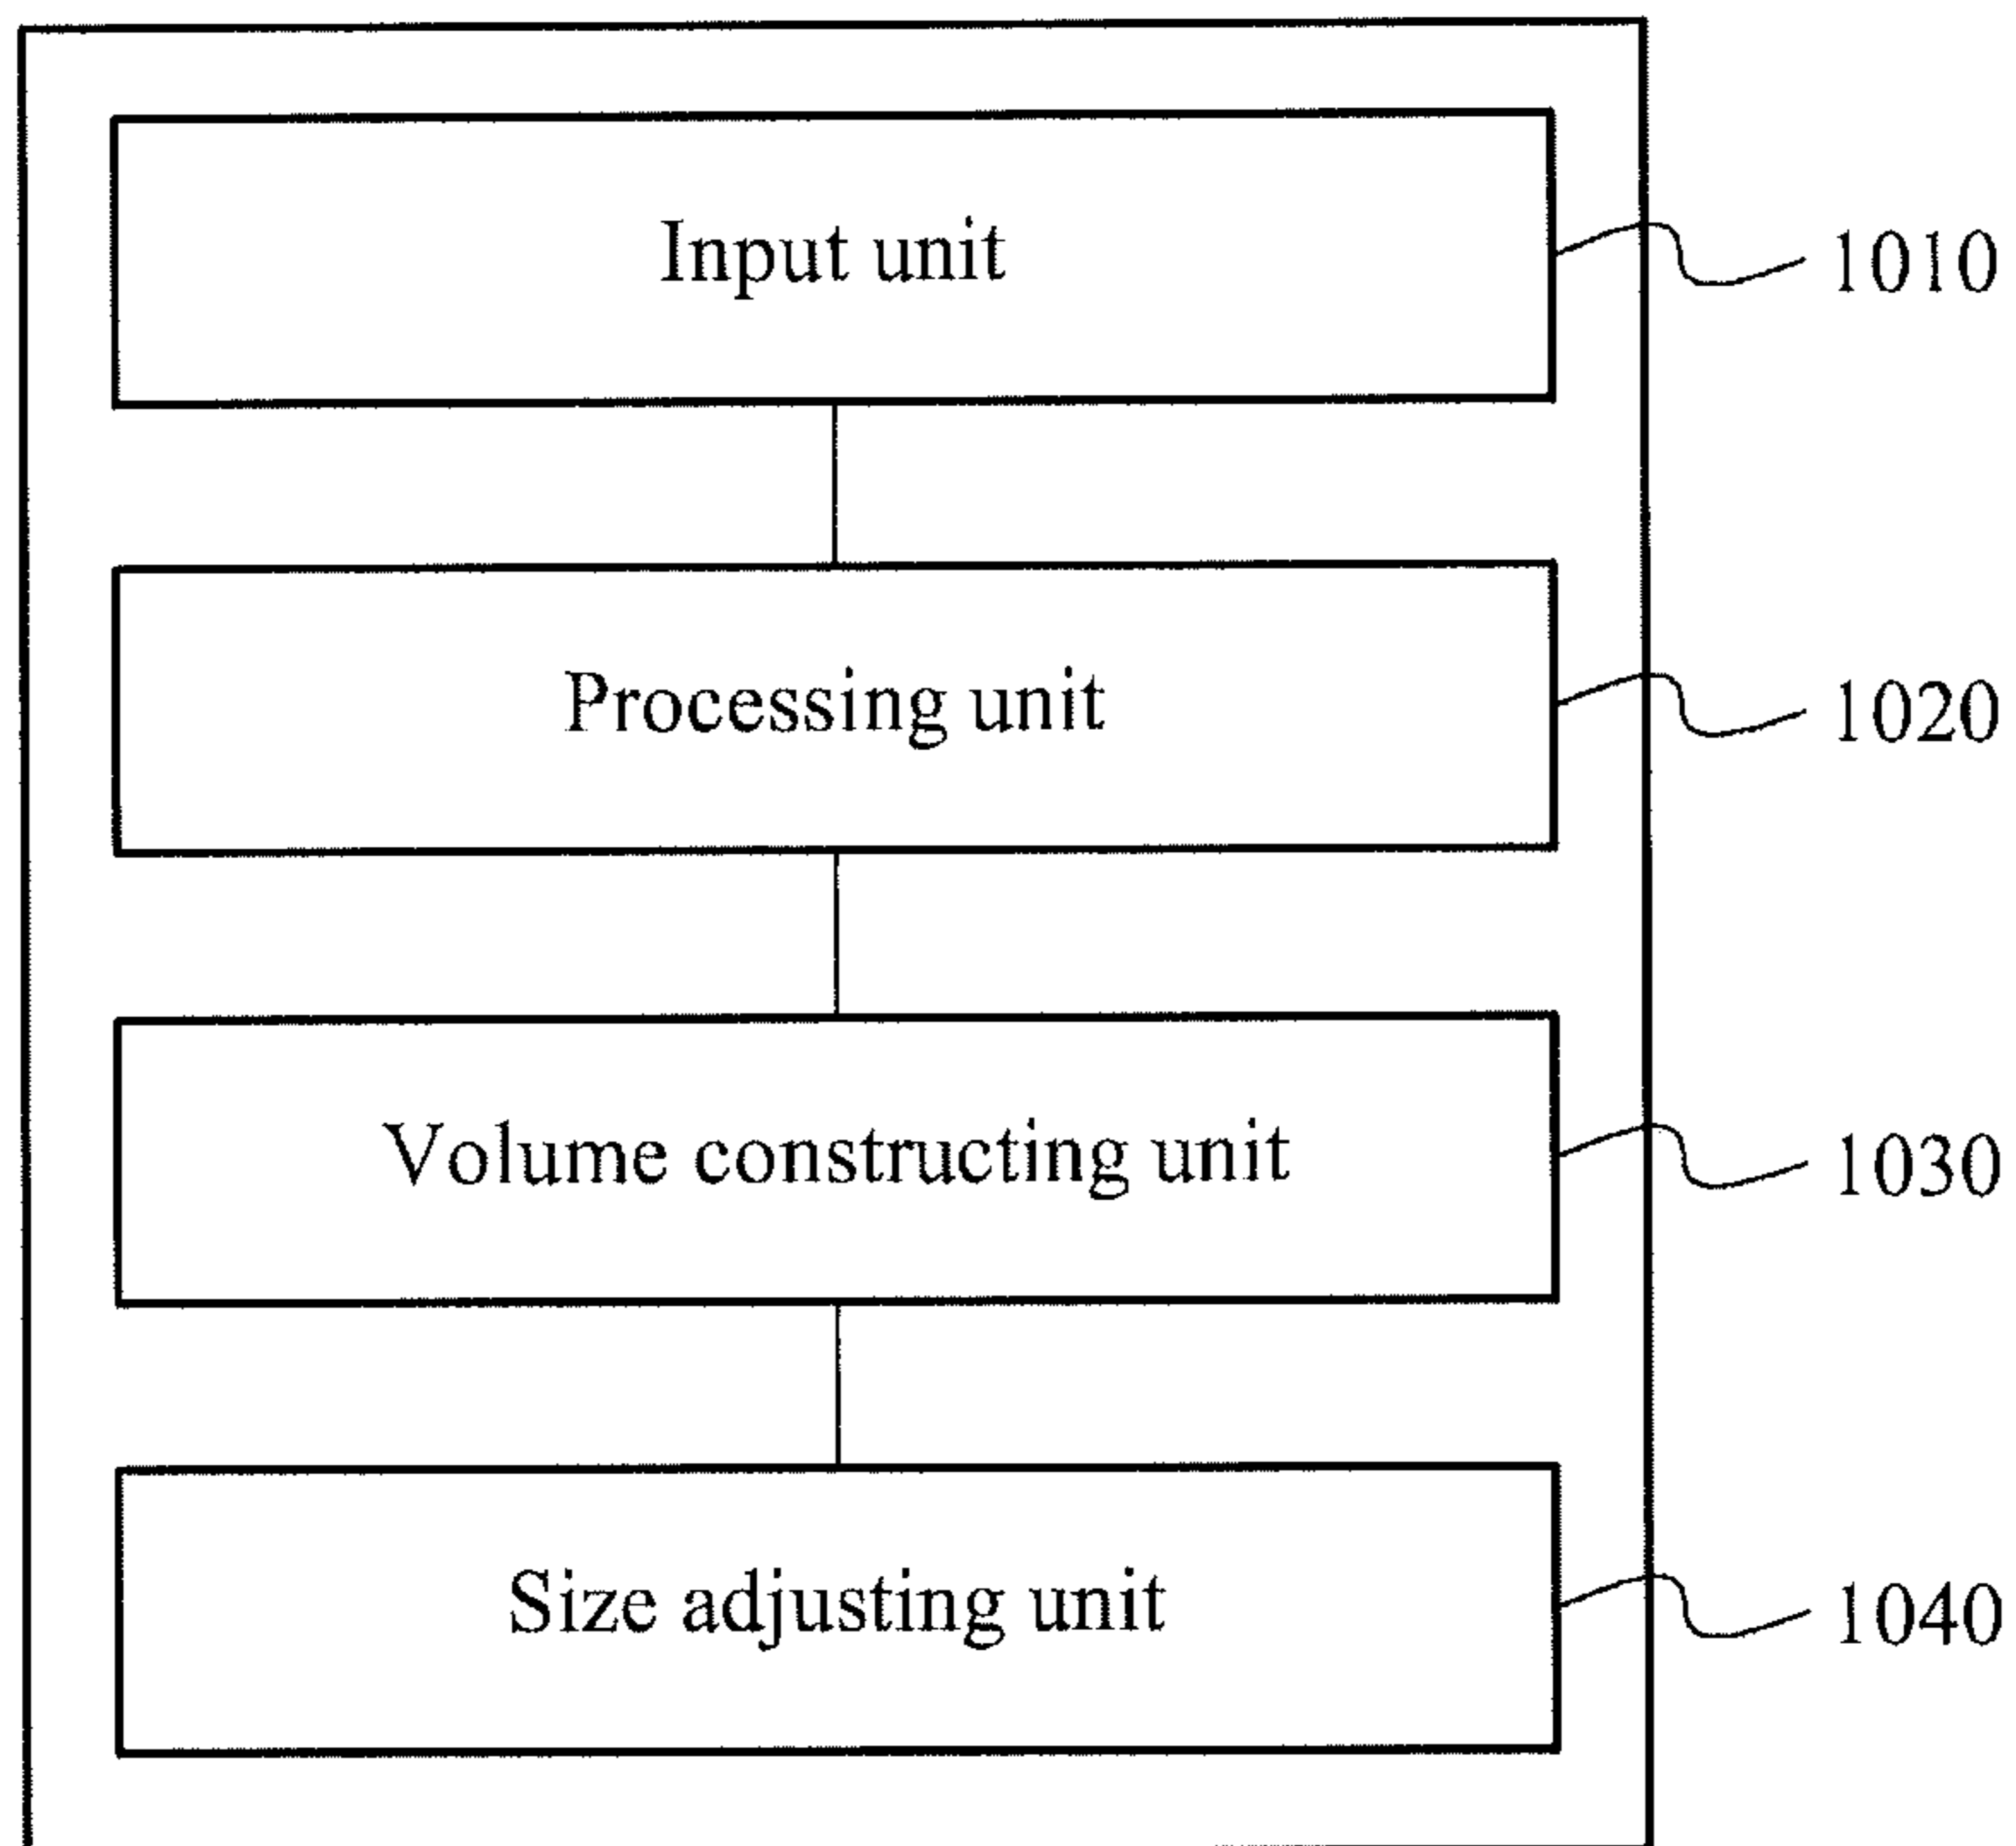 Input unit
1010
Processing unit
1020
Volume constructing unit
1030
Size adjusting unit
1040